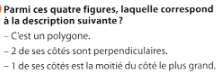 Parmi ces quatre figures, laquelle correspond
à la description suivante ?
– C'est un polygone.
– 2 de ses côtés sont perpendiculaires.
– 1 de ses côtés est la moitié du côté le plus grand.